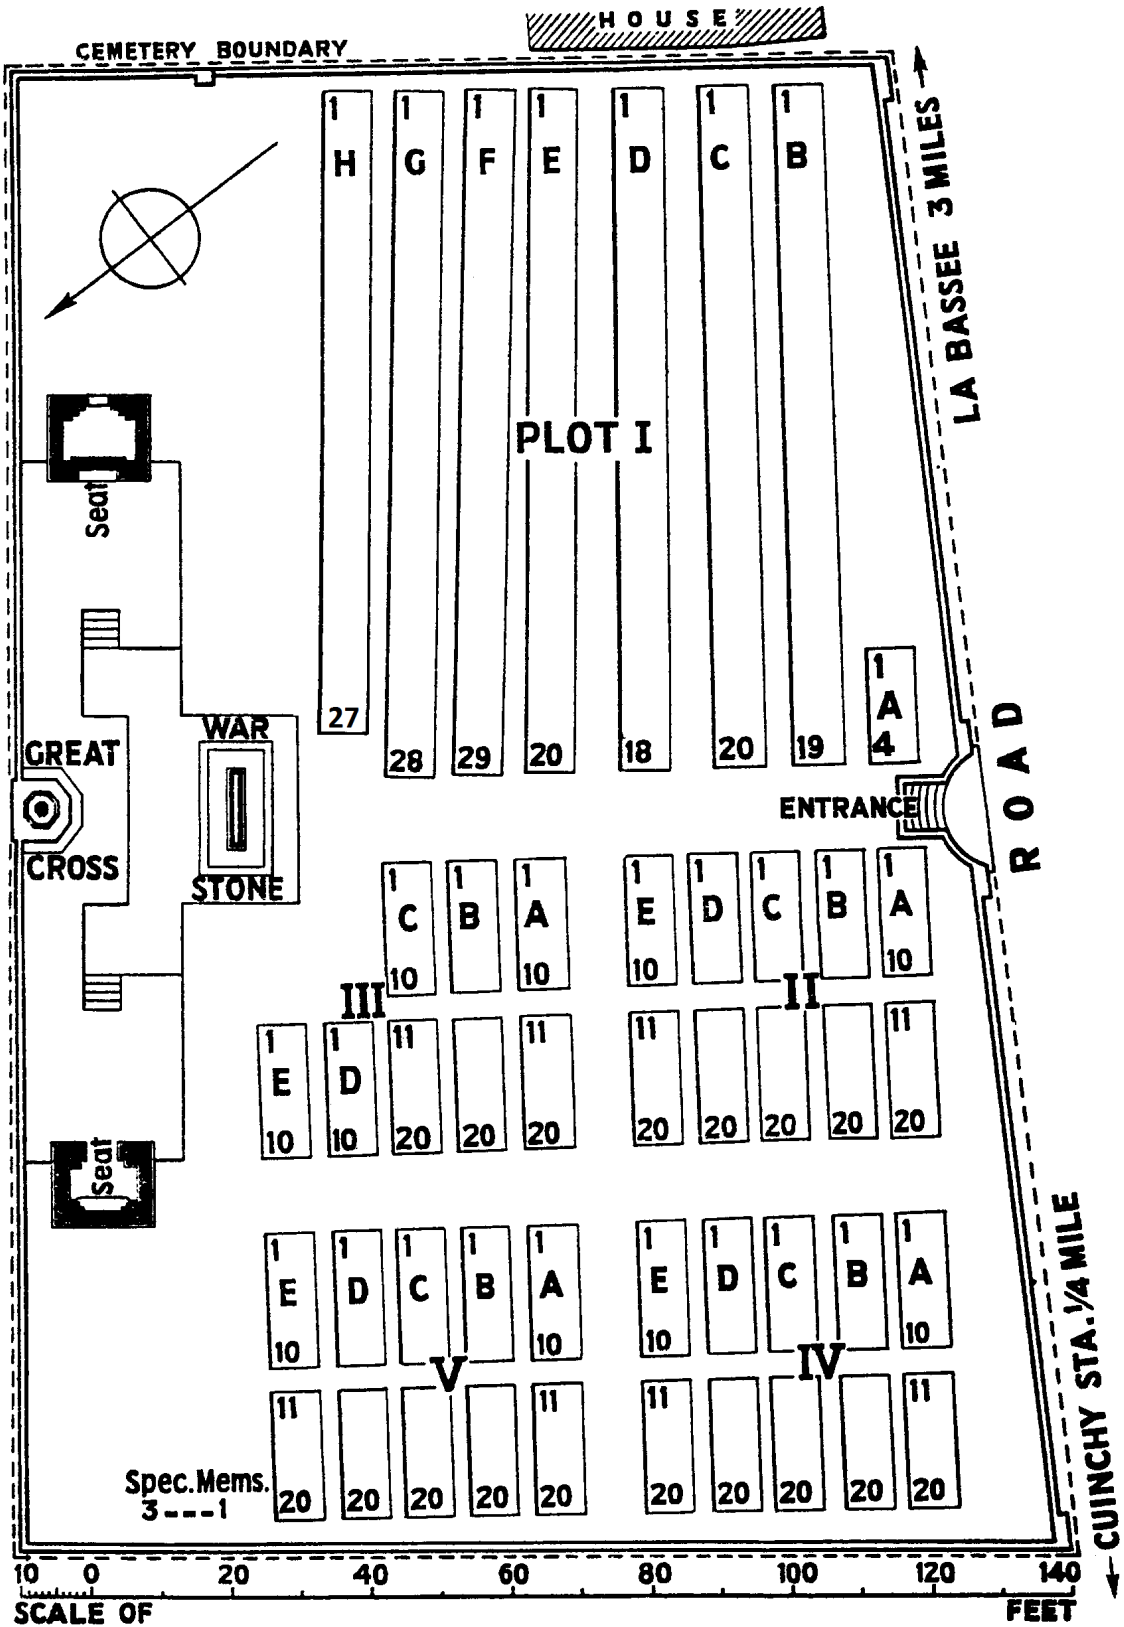 HOUSE
CEMETERY BOUNDARY
1 1 1 1 1 1 1
H G F E D C B
LA BASSEE 3 MILES
PLOT I
Seat
1
A
4
27
28 29 20 18 20 19
ROAD
WAR
STONE
GREAT
CROSS
ENTRANCE
1 1 1 1 1 1 1 1
C B A E D C B A
10 10 10 10
III II
1 1 11 11 11 11
E D
10 10 20 20 20 20 20 20 20 20
Seat
1 1 1 1 1 1 1 1 1 1
E D C B A E D C B A
10 10 10 10
V IV
11 11 11 11
20 20 20 20 20 20 20 20 20 20
Spec. Mems.
3---1
CUINCHY STA. 1/4 MILE
10 0 20 40 60 80 100 120 140
SCALE OF FEET